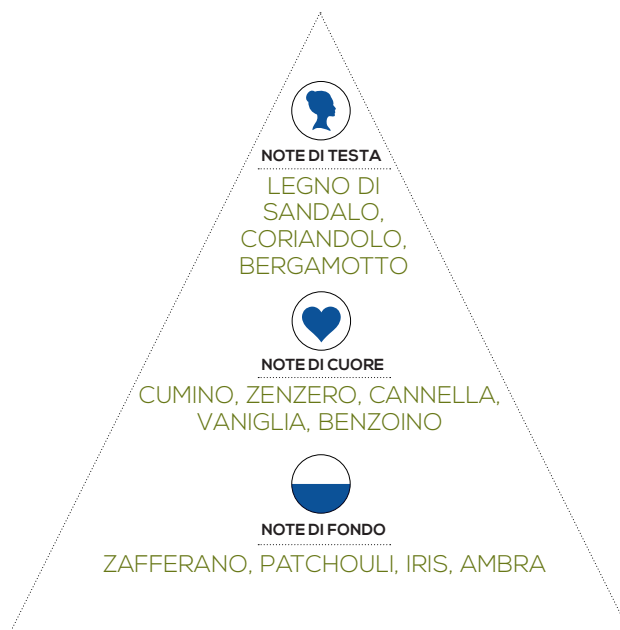 NOTE DI TESTA
LEGNO DI
SANDALO,
CORIANDOLO,
BERGAMOTTO
NOTE DI CUORE
CUMINO, ZENZERO, CANNELLA,
VANIGLIA, BENZOINO
NOTE DI FONDO
ZAFFERANO, PATCHOULI, IRIS, AMBRA